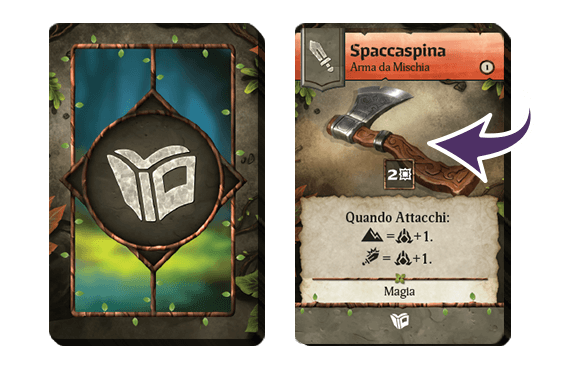 Spaccaspina
Arma da Mischia
1
2
Quando Attacchi:
= +1.
= +1.
Magia